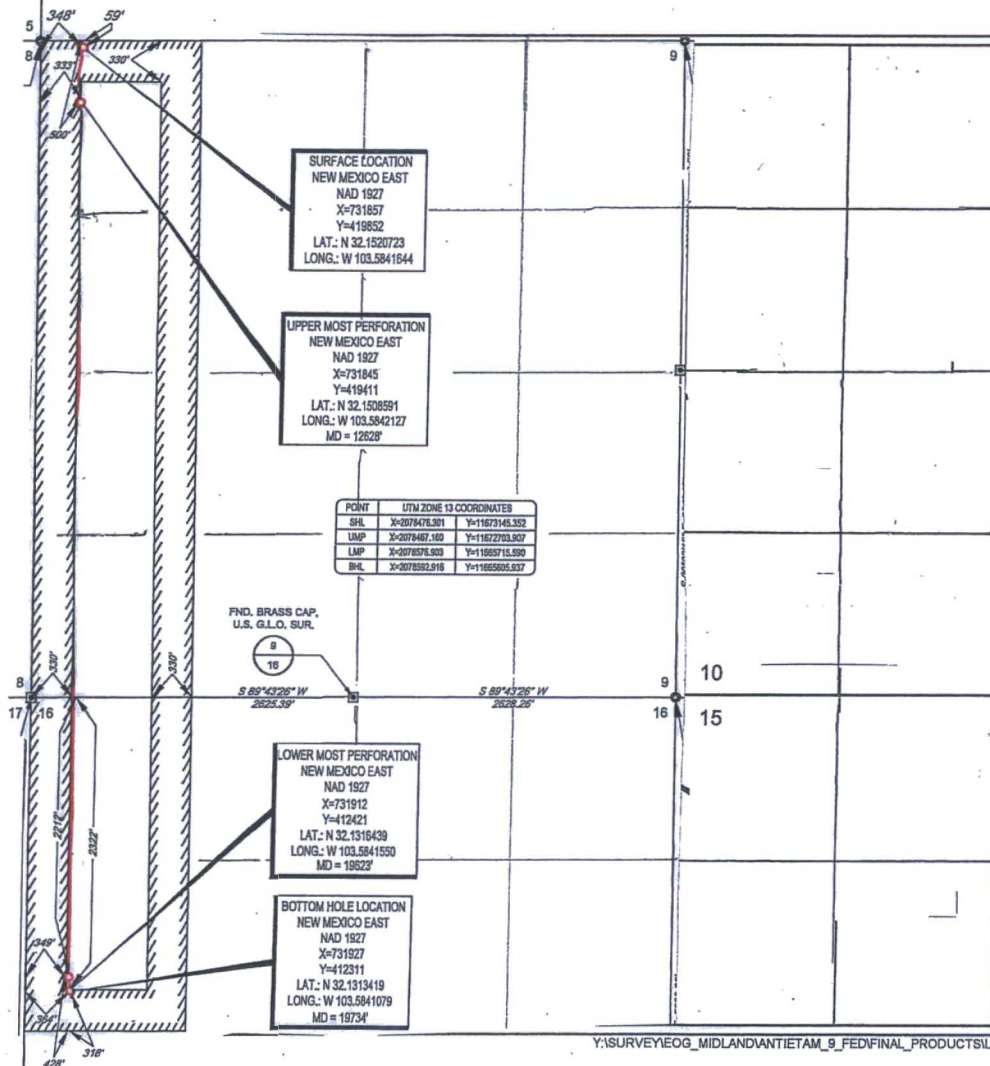 348' 59'
5
8
9
333'
330'
500'
SURFACE LOCATION
NEW MEXICO EAST
NAD 1927
X=731857
Y=419852
LAT.: N 32.1520723
LONG.: W 103.5841644
UPPER MOST PERFORATION
NEW MEXICO EAST
NAD 1927
X=731845
Y=419411
LAT.: N 32.1508591
LONG.: W 103.5842127
MD = 12628'
POINT UTM ZONE 13 COORDINATES
SHL X=2078476.301 Y=11673145.352
UMP X=2078467.160 Y=11672703.907
LMP X=2078576.903 Y=11665715.590
BHL X=2078592.916 Y=11665605.937
FND. BRASS CAP,
U.S. G.L.O. SUR.
9
16
330'
330'
8
17 16
S 89°43'26" W
2625.39'
S 89°43'26" W
2628.26'
9 10
16 15
LOWER MOST PERFORATION
NEW MEXICO EAST
NAD 1927
X=731912
Y=412421
LAT.: N 32.1316439
LONG.: W 103.5841550
MD = 19623'
2212'
2322'
BOTTOM HOLE LOCATION
NEW MEXICO EAST
NAD 1927
X=731927
Y=412311
LAT.: N 32.1313419
LONG.: W 103.5841079
MD = 19734'
349'
354'
318'
428'
Y:\SURVEY\EOG_MIDLAND\ANTIETAM_9_FED\FINAL_PRODUCTS\L